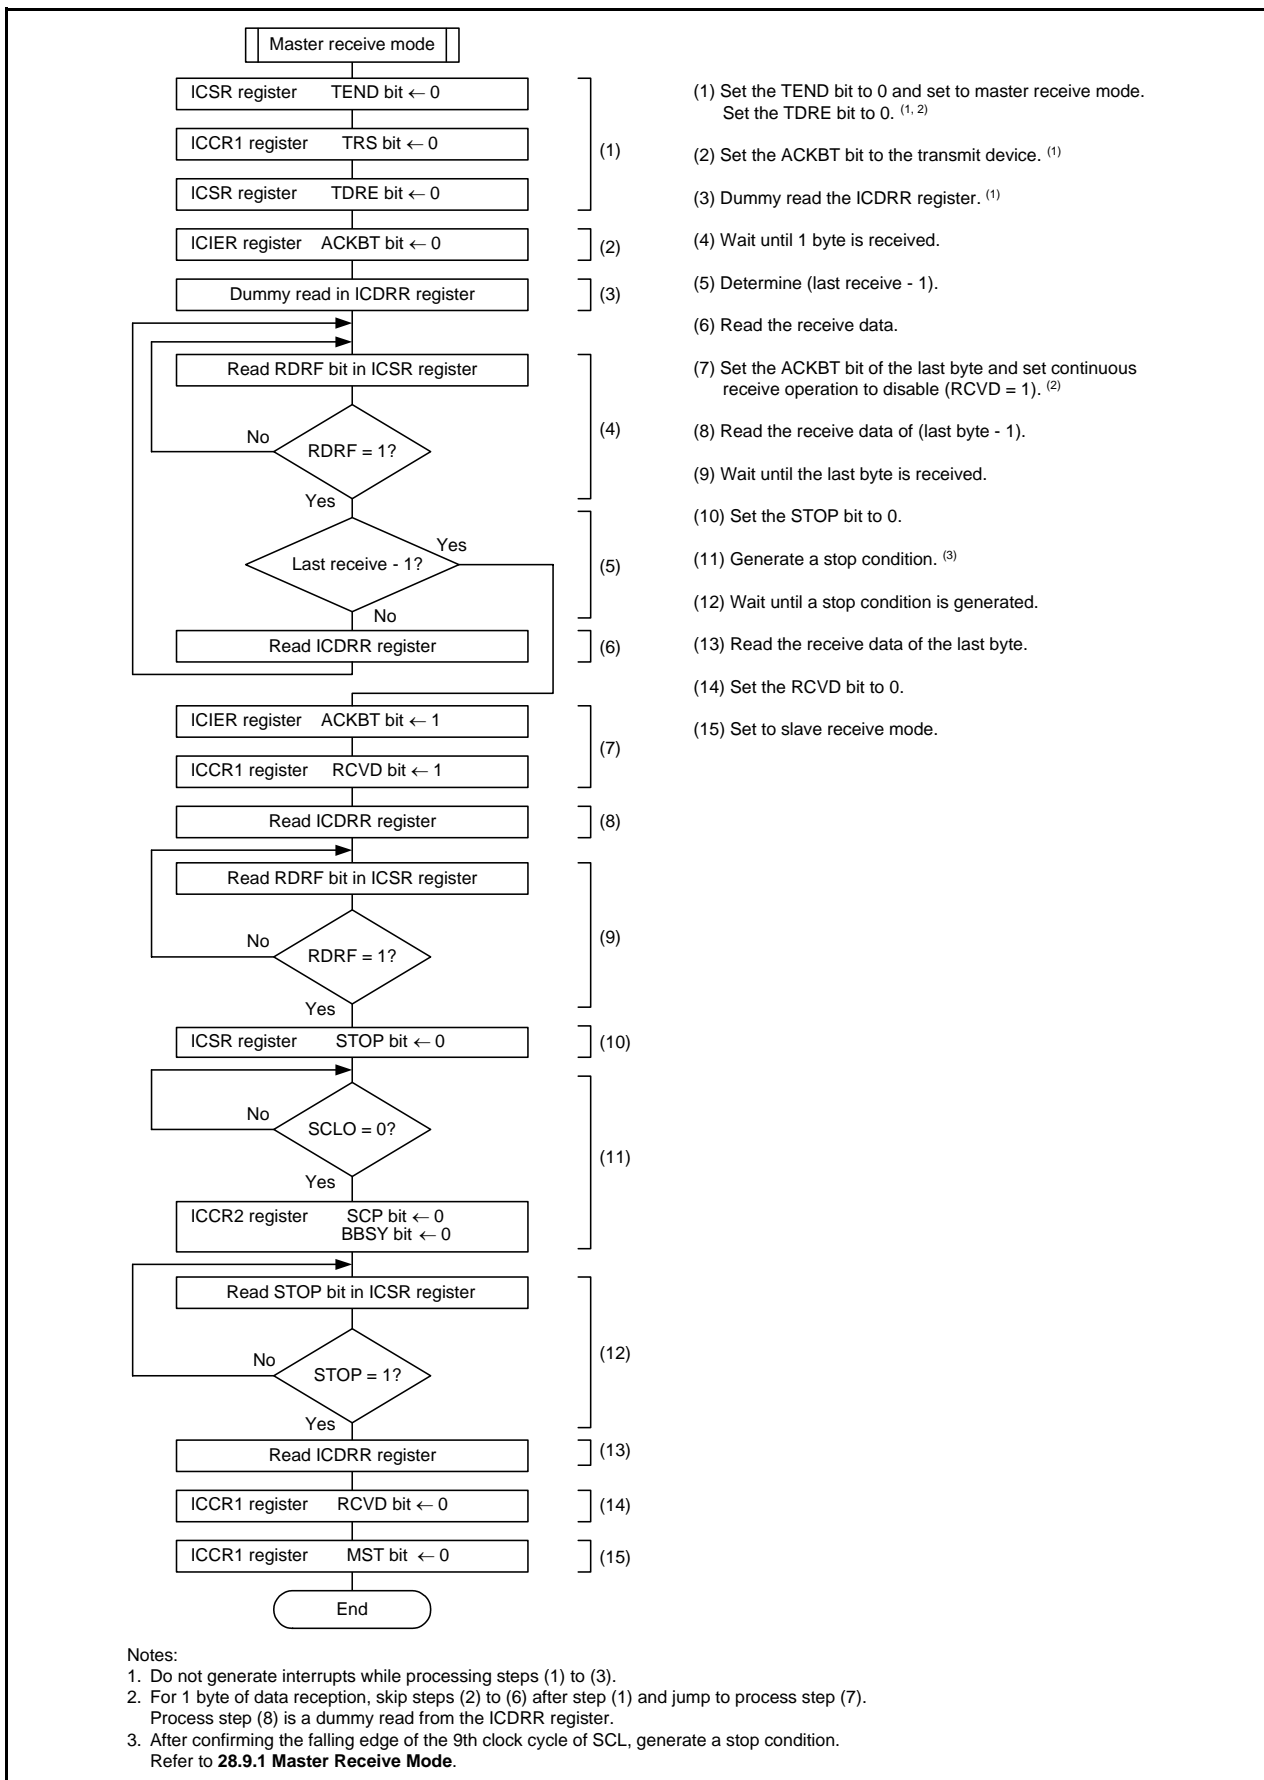 Master receive mode
ICSR register TEND bit ← 0
ICCR1 register TRS bit ← 0
(1)
ICSR register TDRE bit ← 0
ICIER register ACKBT bit ← 0
(2)
Dummy read in ICDRR register
(3)
Read RDRF bit in ICSR register
No
RDRF = 1?
(4)
Yes
Last receive - 1?
Yes
(5)
No
Read ICDRR register
(6)
ICIER register ACKBT bit ← 1
(7)
ICCR1 register RCVD bit ← 1
Read ICDRR register
(8)
Read RDRF bit in ICSR register
No
RDRF = 1?
(9)
Yes
ICSR register STOP bit ← 0
(10)
No
SCLO = 0?
(11)
Yes
ICCR2 register SCP bit ← 0
BBSY bit ← 0
Read STOP bit in ICSR register
No
STOP = 1?
(12)
Yes
Read ICDRR register
(13)
ICCR1 register RCVD bit ← 0
(14)
ICCR1 register MST bit ← 0
(15)
End
(1) Set the TEND bit to 0 and set to master receive mode.
Set the TDRE bit to 0. (1, 2)
(2) Set the ACKBT bit to the transmit device. (1)
(3) Dummy read the ICDRR register. (1)
(4) Wait until 1 byte is received.
(5) Determine (last receive - 1).
(6) Read the receive data.
(7) Set the ACKBT bit of the last byte and set continuous
receive operation to disable (RCVD = 1). (2)
(8) Read the receive data of (last byte - 1).
(9) Wait until the last byte is received.
(10) Set the STOP bit to 0.
(11) Generate a stop condition. (3)
(12) Wait until a stop condition is generated.
(13) Read the receive data of the last byte.
(14) Set the RCVD bit to 0.
(15) Set to slave receive mode.
Notes:
1. Do not generate interrupts while processing steps (1) to (3).
2. For 1 byte of data reception, skip steps (2) to (6) after step (1) and jump to process step (7).
Process step (8) is a dummy read from the ICDRR register.
3. After confirming the falling edge of the 9th clock cycle of SCL, generate a stop condition.
Refer to 28.9.1 Master Receive Mode.